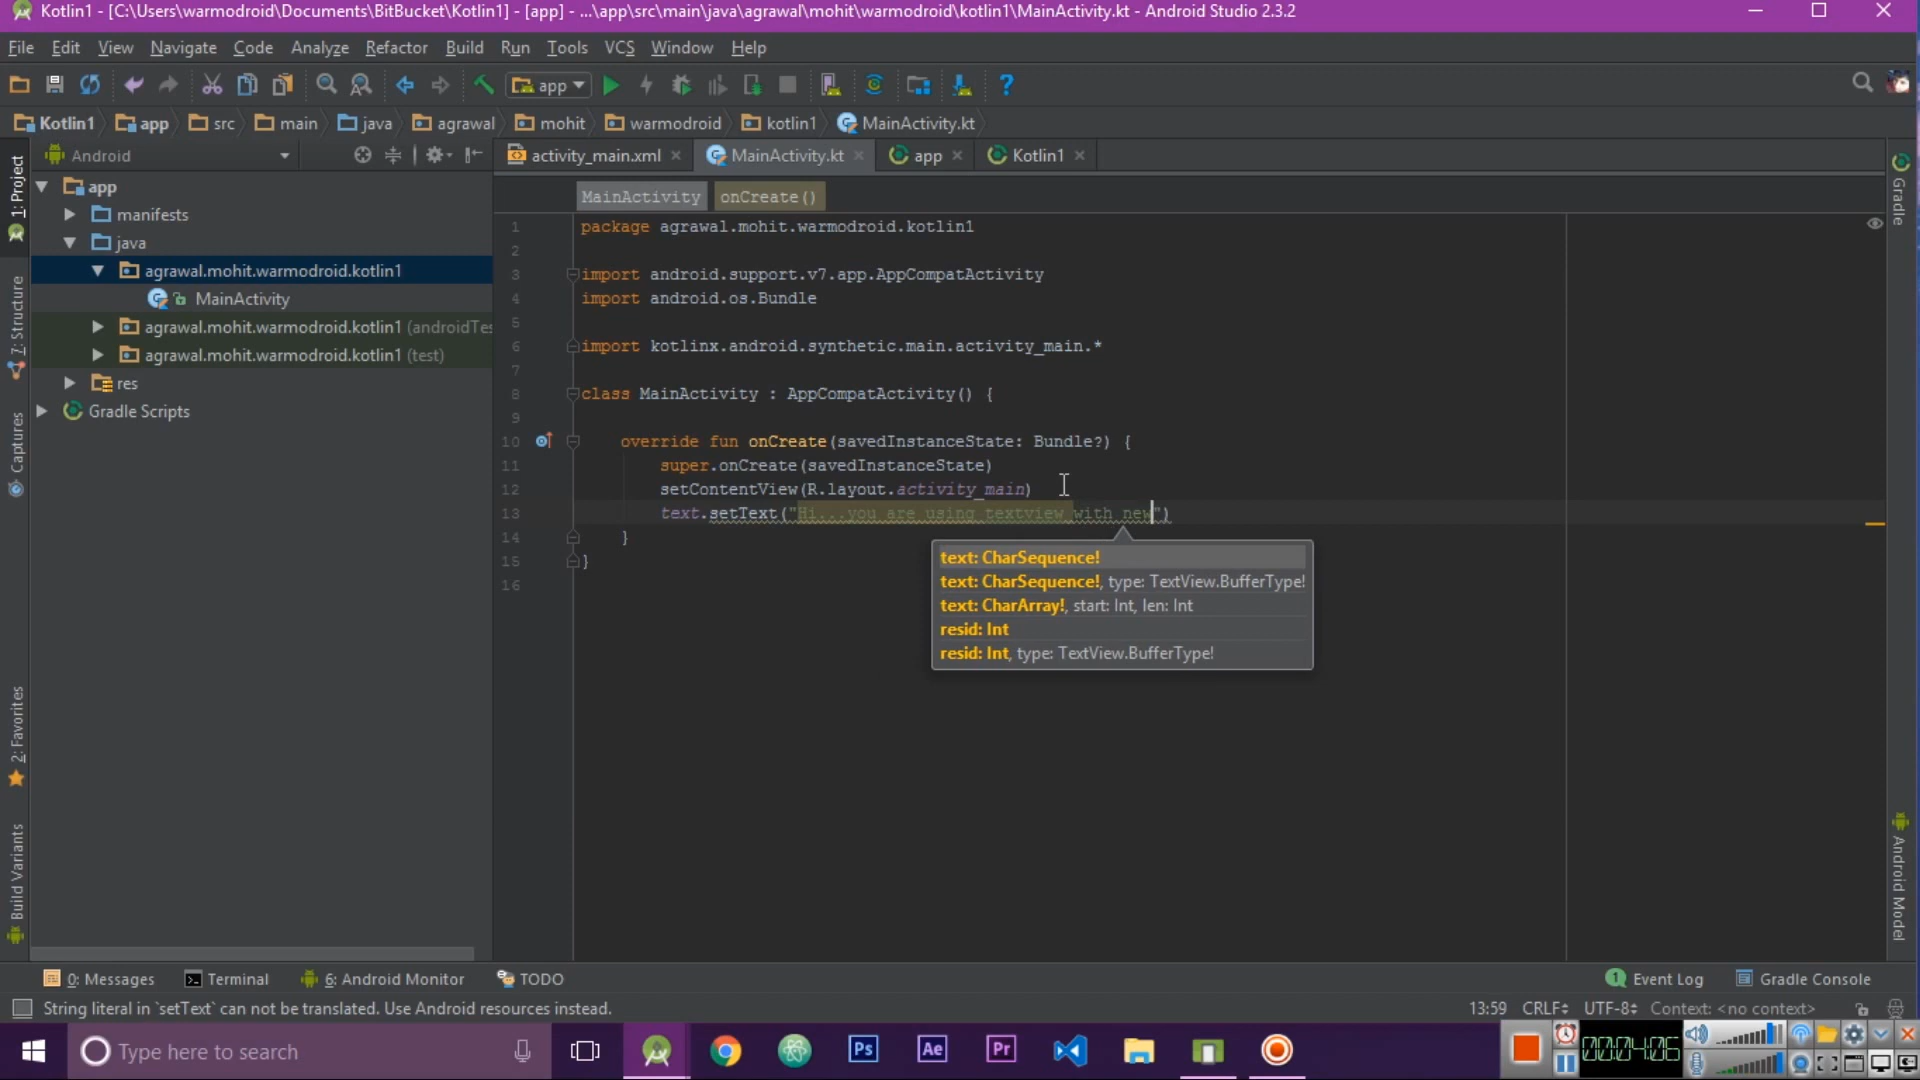 Kotlin1 - [C:\Users\warmodroid\Documents\BitBucket\Kotlin1] - [app] - ...\app\src\main\java\agrawal\mohit\warmodroid\kotlin1\MainActivity.kt - Android Studio 2.3.2
File Edit View Navigate Code Analyze Refactor Build Run Tools VCS Window Help
app
Kotlin1 app src main java agrawal mohit warmodroid kotlin1 MainActivity.kt
Android
activity_main.xml MainActivity.kt app Kotlin1
1: Project
7: Structure
Captures
2: Favorites
Build Variants
app
manifests
java
agrawal.mohit.warmodroid.kotlin1
MainActivity
agrawal.mohit.warmodroid.kotlin1 (androidTes
agrawal.mohit.warmodroid.kotlin1 (test)
res
Gradle Scripts
MainActivity onCreate()
1 package agrawal.mohit.warmodroid.kotlin1
2
3 import android.support.v7.app.AppCompatActivity
4 import android.os.Bundle
5
6 import kotlinx.android.synthetic.main.activity_main.*
7
8 class MainActivity : AppCompatActivity() {
9
10 override fun onCreate(savedInstanceState: Bundle?) {
11 super.onCreate(savedInstanceState)
12 setContentView(R.layout.activity_main)
13 text.setText("Hi...you are using textview with new")
14 }
15 }
16
text: CharSequence!
text: CharSequence!, type: TextView.BufferType!
text: CharArray!, start: Int, len: Int
resid: Int
resid: Int, type: TextView.BufferType!
Gradle
Android Model
0: Messages Terminal 6: Android Monitor TODO 1 Event Log Gradle Console
String literal in `setText` can not be translated. Use Android resources instead. 13:59 CRLF UTF-8 Context: <no context>
Type here to search Ps Ae Pr 00:04:06